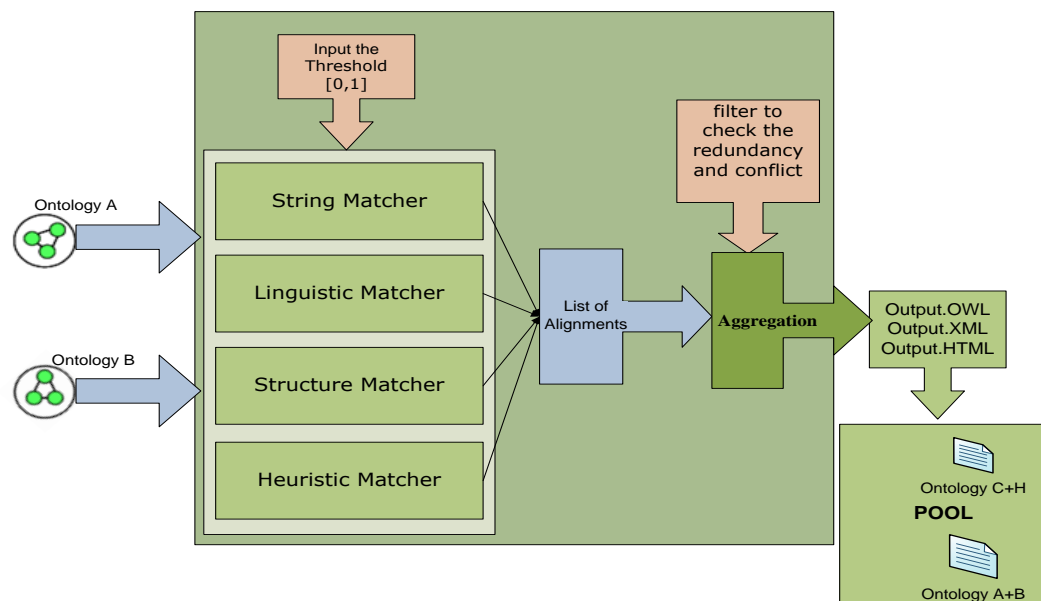 Input the
Threshold
[0,1]
filter to
check the
redundancy
and conflict
Ontology A
Ontology B
String Matcher
Linguistic Matcher
Structure Matcher
Heuristic Matcher
List of
Alignments
Aggregation
Output.OWL
Output.XML
Output.HTML
Ontology C+H
POOL
Ontology A+B